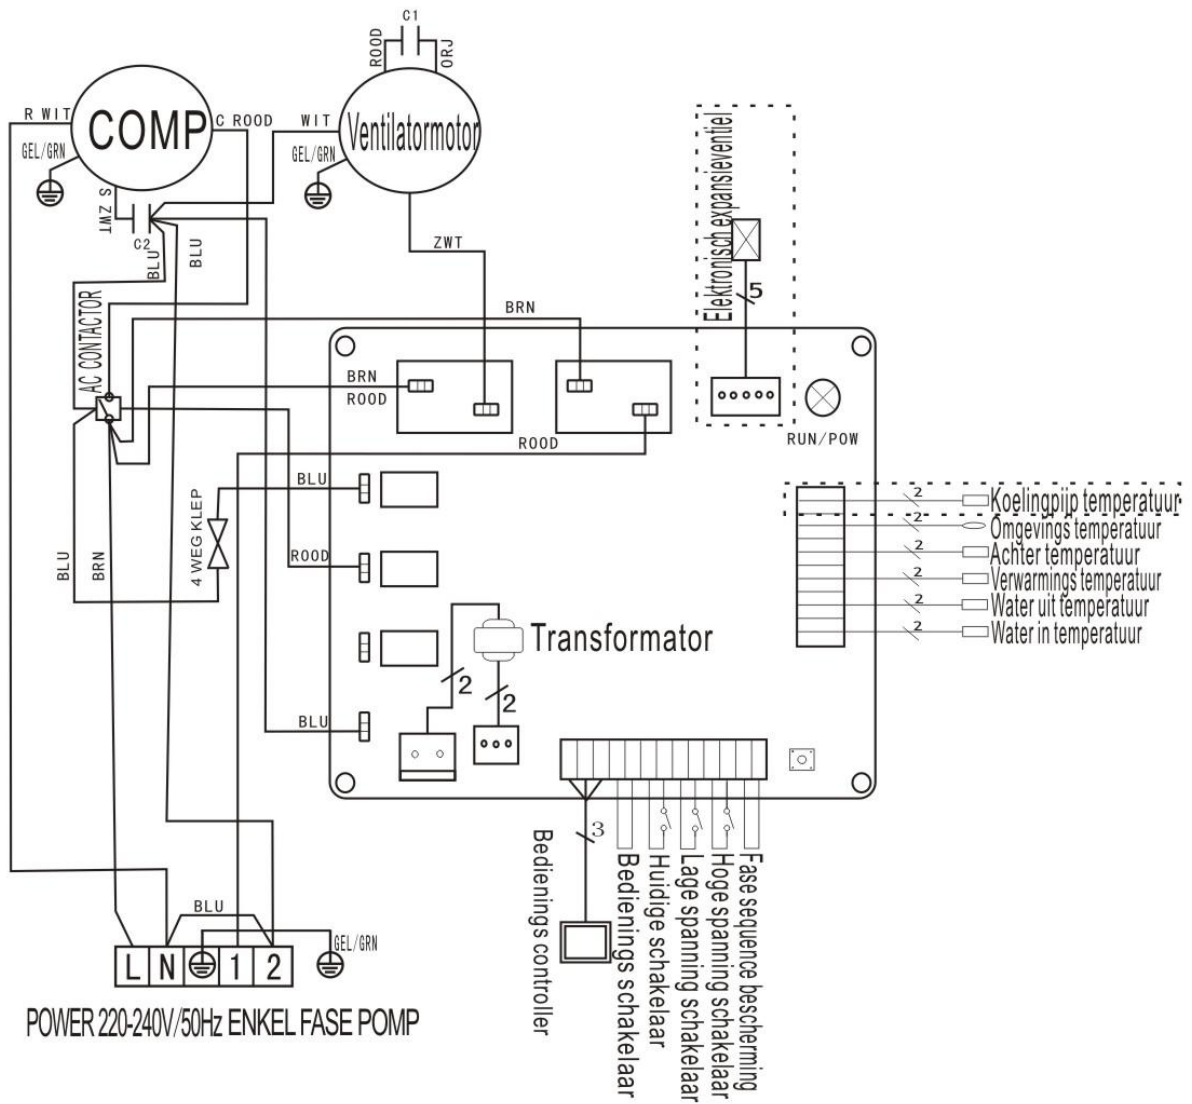 C1
ROOD
ORJ
R WIT
COMP
C ROOD
WIT
Ventilatormotor
GEL/GRN
GEL/GRN
S ZWT
C2
BLU
BLU
ZWT
Elektronisch expansieventiel
5
AC CONTACTOR
BRN
BRN
ROOD
ROOD
RUN/POW
BLU
4 WEG KLEP
ROOD
BLU
BRN
2
Koelingpijp temperatuur
2
Omgevings temperatuur
2
Achter temperatuur
2
Verwarmings temperatuur
2
Water uit temperatuur
2
Water in temperatuur
Transformator
2
2
BLU
3
Bedienings controller
Bedienings schakelaar
Huidige schakelaar
Lage spanning schakelaar
Hoge spanning schakelaar
Fase sequence bescherming
BLU
GEL/GRN
L N 1 2
POWER 220-240V/50Hz ENKEL FASE POMP